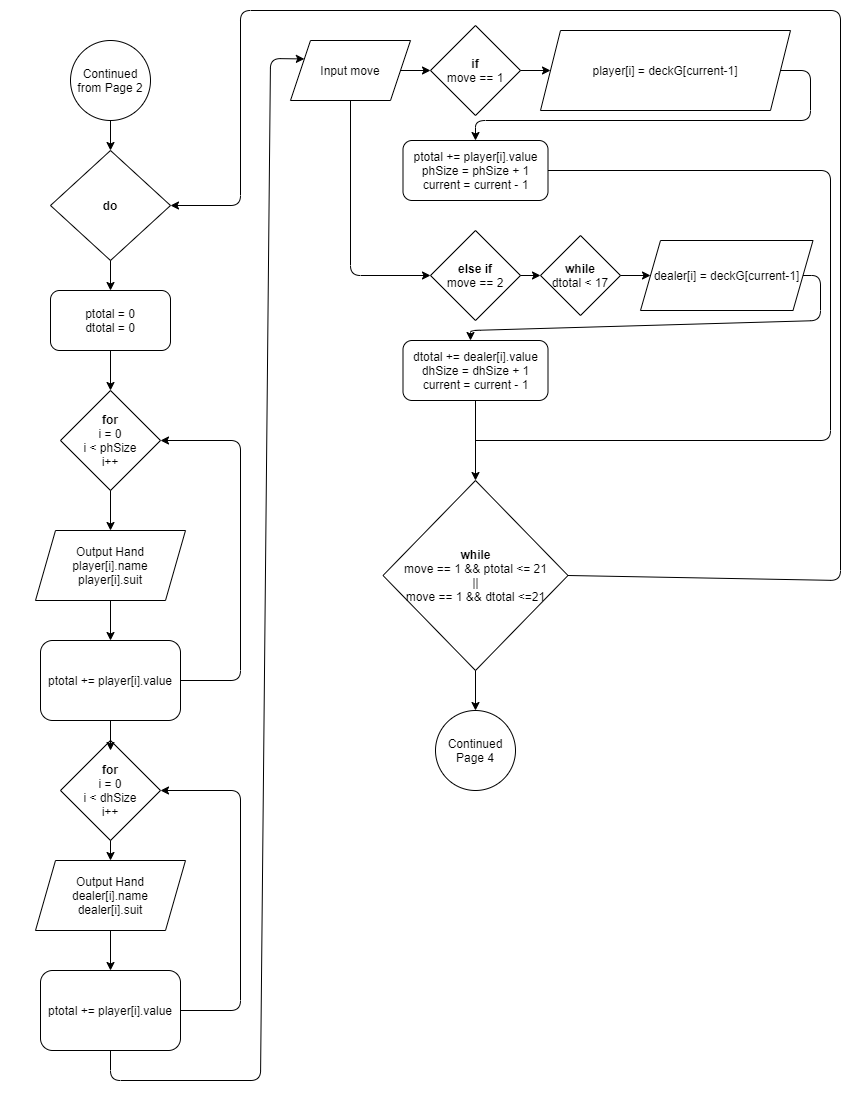 Continued
from Page 2
do
ptotal = 0
dtotal = 0
for
i = 0
i < phSize
i++
Output Hand
player[i].name
player[i].suit
ptotal += player[i].value
for
i = 0
i < dhSize
i++
Output Hand
dealer[i].name
dealer[i].suit
ptotal += player[i].value
Input move
if
move == 1
player[i] = deckG[current-1]
ptotal += player[i].value
phSize = phSize + 1
current = current - 1
else if
move == 2
while
dtotal < 17
dealer[i] = deckG[current-1]
dtotal += dealer[i].value
dhSize = dhSize + 1
current = current - 1
while
move == 1 && ptotal <= 21
||
move == 1 && dtotal <=21
Continued
Page 4